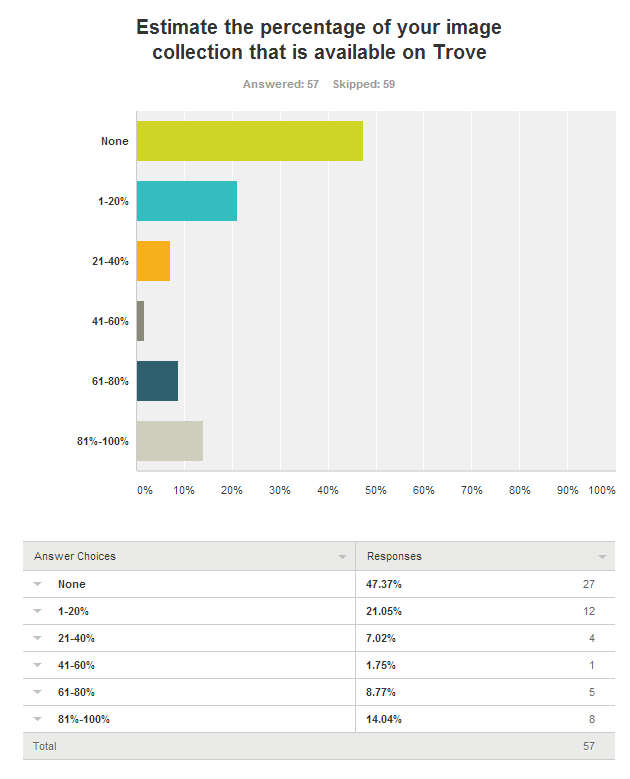 Estimate the percentage of your image
collection that is available on Trove
Answered: 57 Skipped: 59
None
1-20%
21-40%
41-60%
61-80%
81%-100%
0% 10% 20% 30% 40% 50% 60% 70% 80% 90% 100%
Answer Choices Responses
None 47.37% 27
1-20% 21.05% 12
21-40% 7.02% 4
41-60% 1.75% 1
61-80% 8.77% 5
81%-100% 14.04% 8
Total 57